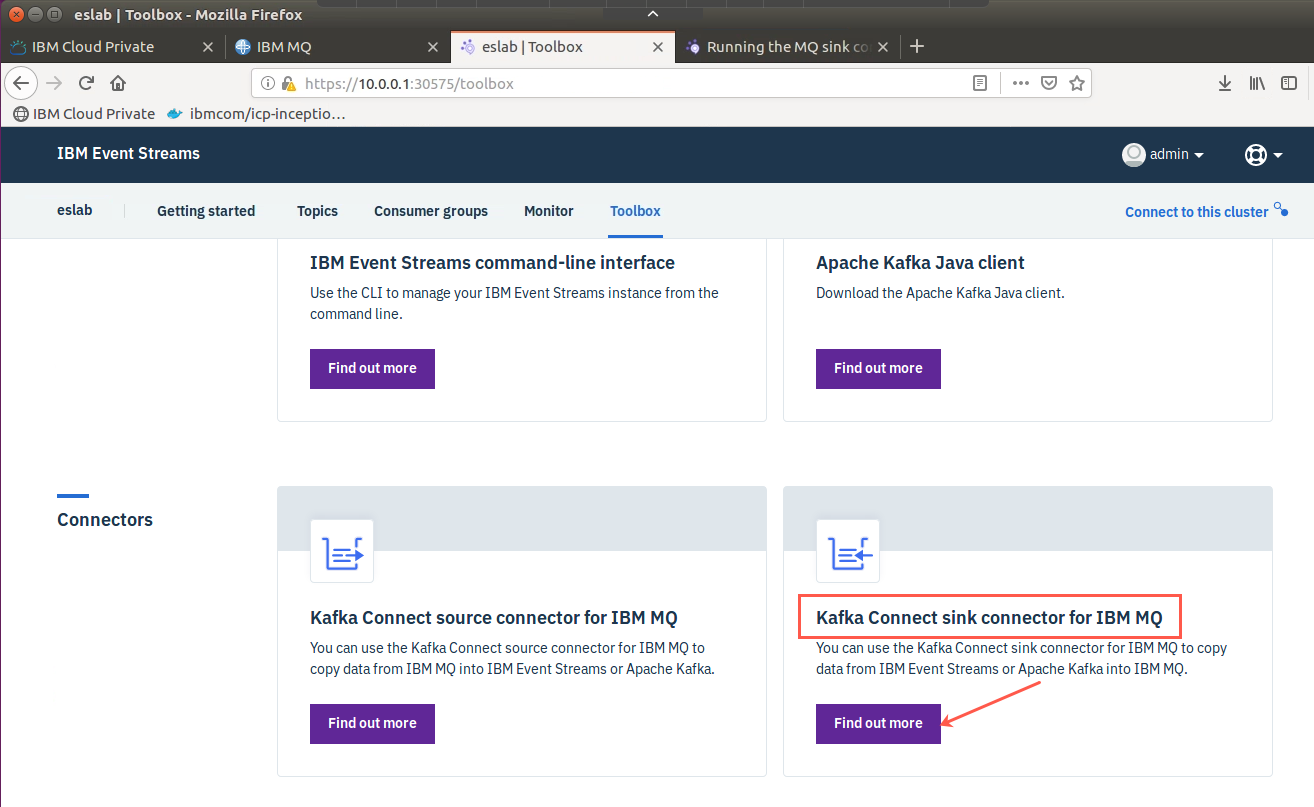 eslab | Toolbox - Mozilla Firefox
IBM Cloud Private
IBM MQ
eslab | Toolbox
Running the MQ sink co
https://10.0.0.1:30575/toolbox
IBM Cloud Private
ibmcom/icp-inceptio…
IBM Event Streams
admin
eslab
Getting started
Topics
Consumer groups
Monitor
Toolbox
Connect to this cluster
IBM Event Streams command-line interface
Use the CLI to manage your IBM Event Streams instance from the
command line.
Find out more
Apache Kafka Java client
Download the Apache Kafka Java client.
Find out more
Connectors
Kafka Connect source connector for IBM MQ
You can use the Kafka Connect source connector for IBM MQ to
copy data from IBM MQ into IBM Event Streams or Apache Kafka.
Find out more
Kafka Connect sink connector for IBM MQ
You can use the Kafka Connect sink connector for IBM MQ to copy
data from IBM Event Streams or Apache Kafka into IBM MQ.
Find out more